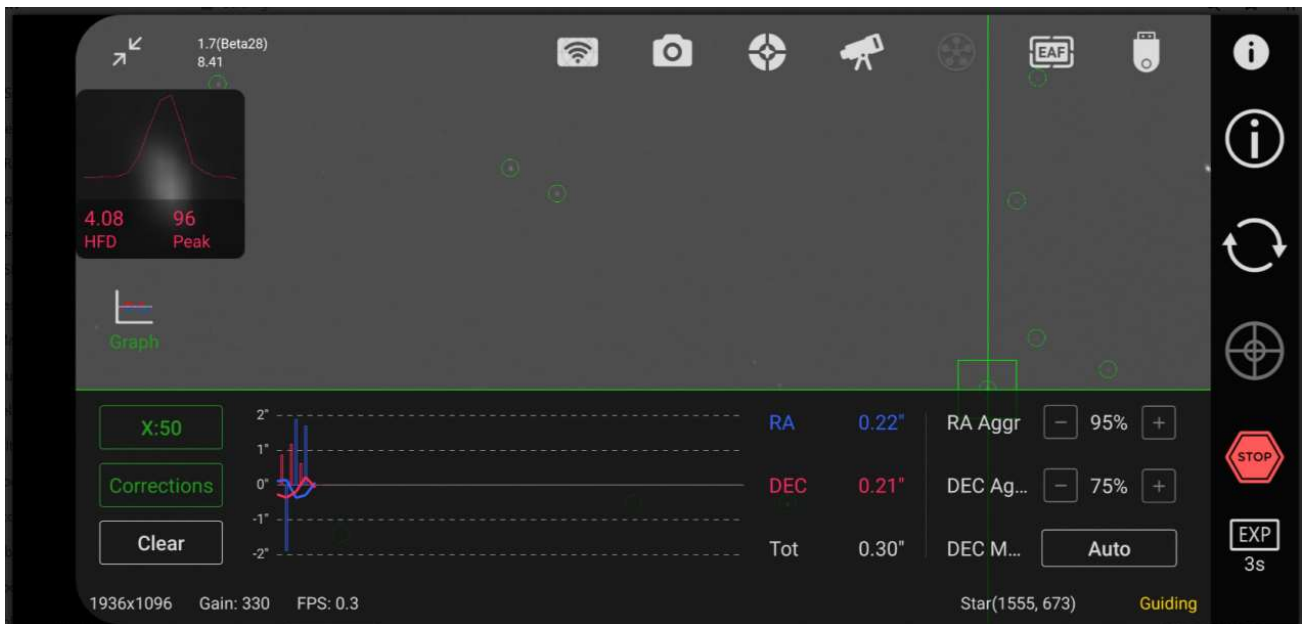 1.7(Beta28)
8.41
EAF
4.08 96
HFD Peak
Graph
X:50
Corrections
Clear
2"
1"
0"
-1"
-2"
RA 0.22"
DEC 0.21"
Tot 0.30"
RA Aggr − 95% +
DEC Ag... − 75% +
DEC M... Auto
STOP
EXP
3s
1936x1096 Gain: 330 FPS: 0.3
Star(1555, 673) Guiding